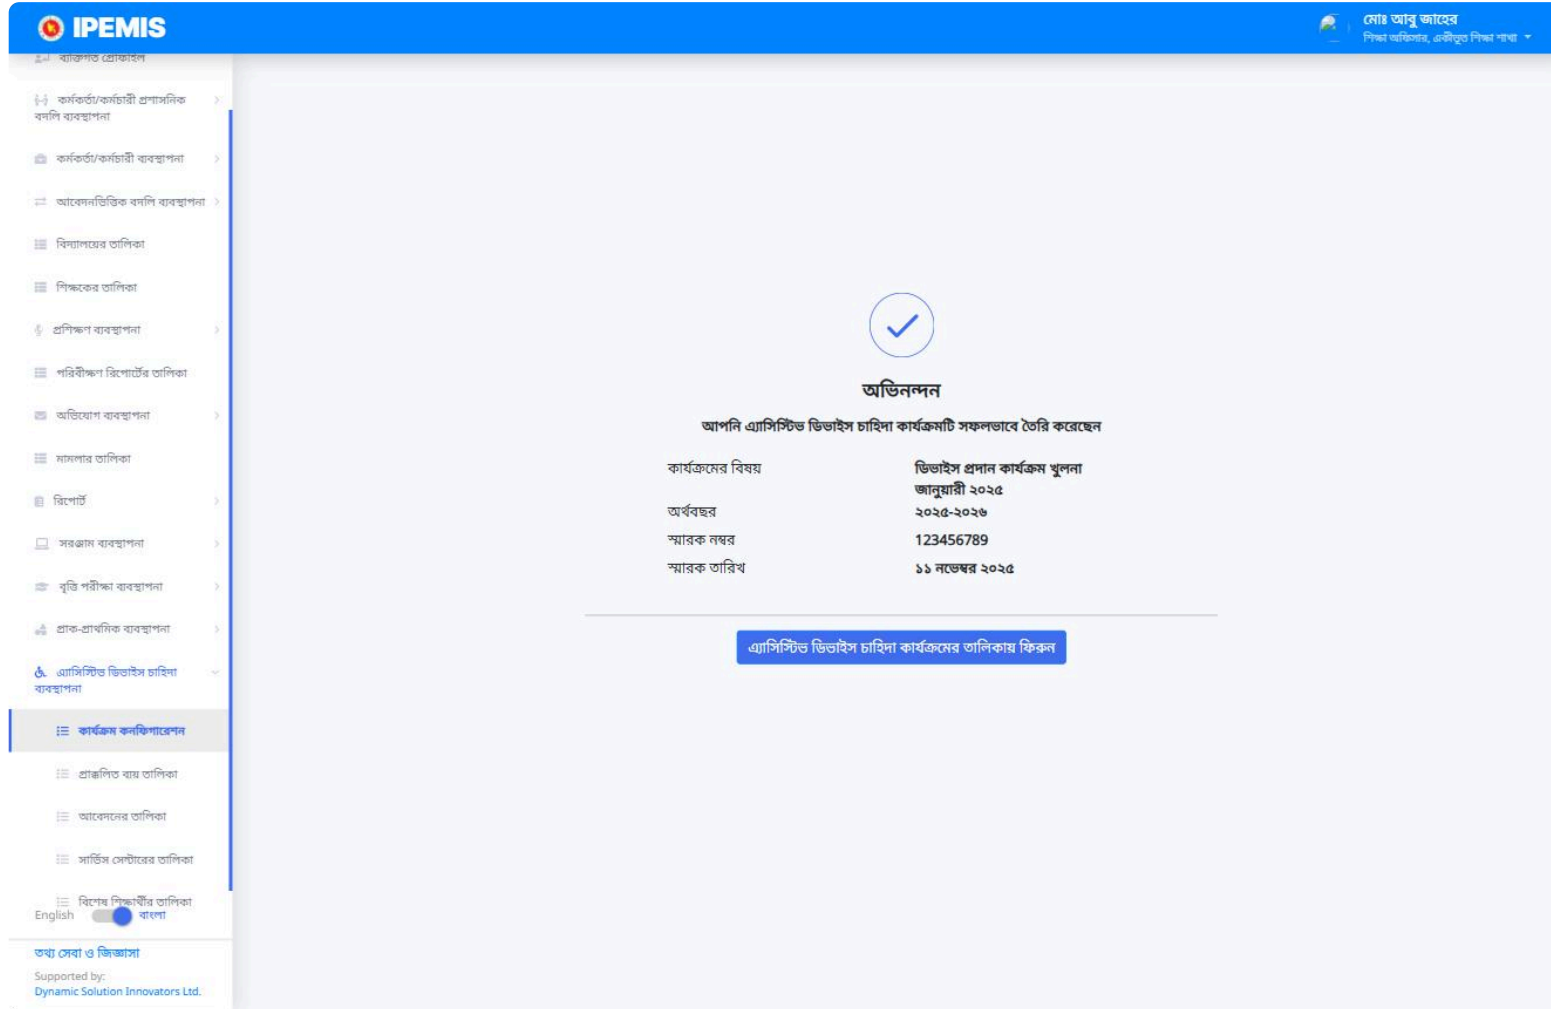 IPEMIS
মোঃ আবু জাহের
শিক্ষা অফিসার, একীভূত শিক্ষা শাখা
ব্যক্তিগত প্রোফাইল
কর্মকর্তা/কর্মচারী প্রশাসনিক
বদলি ব্যবস্থাপনা
কর্মকর্তা/কর্মচারী ব্যবস্থাপনা
আবেদনভিত্তিক বদলি ব্যবস্থাপনা
বিদ্যালয়ের তালিকা
শিক্ষকের তালিকা
প্রশিক্ষণ ব্যবস্থাপনা
পরিবীক্ষণ রিপোর্টের তালিকা
অভিযোগ ব্যবস্থাপনা
মামলার তালিকা
রিপোর্ট
সরঞ্জাম ব্যবস্থাপনা
বৃত্তি পরীক্ষা ব্যবস্থাপনা
প্রাক-প্রাথমিক ব্যবস্থাপনা
এ্যাসিস্টিভ ডিভাইস চাহিদা
ব্যবস্থাপনা
কার্যক্রম কনফিগারেশন
প্রাক্কলিত ব্যয় তালিকা
আবেদনের তালিকা
সার্ভিস সেন্টারের তালিকা
বিশেষ শিক্ষার্থীর তালিকা
English বাংলা
তথ্য সেবা ও জিজ্ঞাসা
Supported by:
Dynamic Solution Innovators Ltd.
অভিনন্দন
আপনি এ্যাসিস্টিভ ডিভাইস চাহিদা কার্যক্রমটি সফলভাবে তৈরি করেছেন
কার্যক্রমের বিষয় ডিভাইস প্রদান কার্যক্রম খুলনা
জানুয়ারী ২০২৫
অর্থবছর ২০২৫-২০২৬
স্মারক নম্বর 123456789
স্মারক তারিখ ১১ নভেম্বর ২০২৫
এ্যাসিস্টিভ ডিভাইস চাহিদা কার্যক্রমের তালিকায় ফিরুন